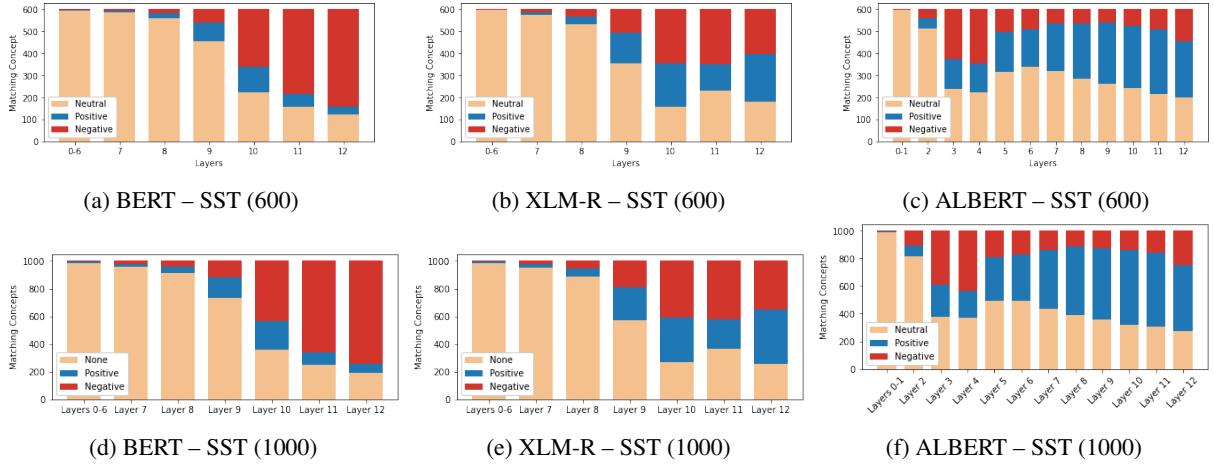 600
500
400
300
200
100
0
Matching Concept
Neutral
Positive
Negative
0-6
7
8
9
10
11
12
Layers
(a) BERT – SST (600)
600
500
400
300
200
100
0
Matching Concept
Neutral
Positive
Negative
0-6
7
8
9
10
11
12
Layers
(b) XLM-R – SST (600)
600
500
400
300
200
100
0
Matching Concept
Neutral
Positive
Negative
0-1
2
3
4
5
6
7
8
9
10
11
12
Layers
(c) ALBERT – SST (600)
1000
800
600
400
200
0
Matching Concepts
None
Positive
Negative
Layers 0-6
Layer 7
Layer 8
Layer 9
Layer 10
Layer 11
Layer 12
(d) BERT – SST (1000)
1000
800
600
400
200
0
Matching Concepts
None
Positive
Negative
Layers 0-6
Layer 7
Layer 8
Layer 9
Layer 10
Layer 11
Layer 12
(e) XLM-R – SST (1000)
1000
800
600
400
200
0
Matching Concepts
Neutral
Positive
Negative
Layers 0-1
Layer 2
Layer 3
Layer 4
Layer 5
Layer 6
Layer 7
Layer 8
Layer 9
Layer 10
Layer 11
Layer 12
(f) ALBERT – SST (1000)